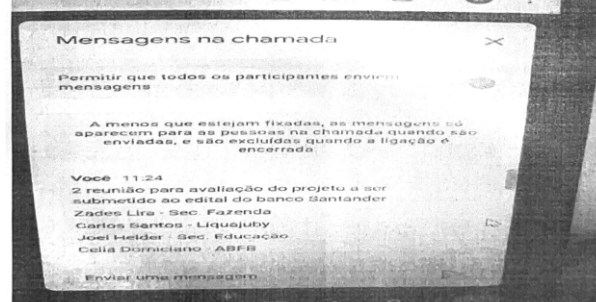 Mensagens na chamada
Permitir que todos os participantes enviem
mensagens
A menos que estejam fixadas, as mensagens só
aparecem para as pessoas na chamada quando são
enviadas, e são excluídas quando a ligação é
encerrada.
Você 11:24
2 reunião para avaliação do projeto a ser
submetido ao edital do banco Santander
Zades Lira - Sec. Fazenda
Carlos Santos - Liquajuby
Joel Helder - Sec. Educação
Celia Domiciano - ABFB
Enviar uma mensagem